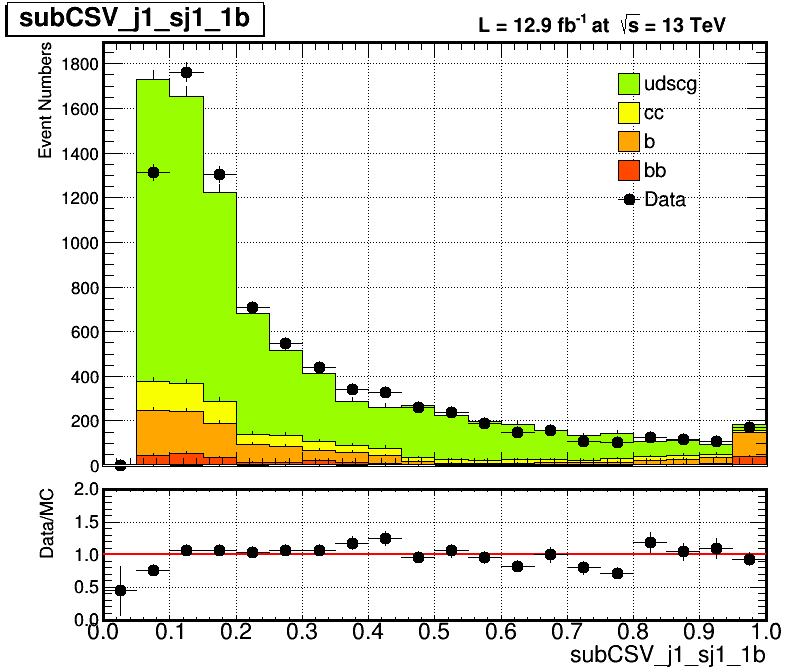 subCSV_j1_sj1_1b
L = 12.9 fb⁻¹ at √s = 13 TeV
Event Numbers
1800
1600
1400
1200
1000
800
600
400
200
0
udscg
cc
b
bb
Data
Data/MC
2.0
1.5
1.0
0.5
0.0
0.0 0.1 0.2 0.3 0.4 0.5 0.6 0.7 0.8 0.9 1.0
subCSV_j1_sj1_1b